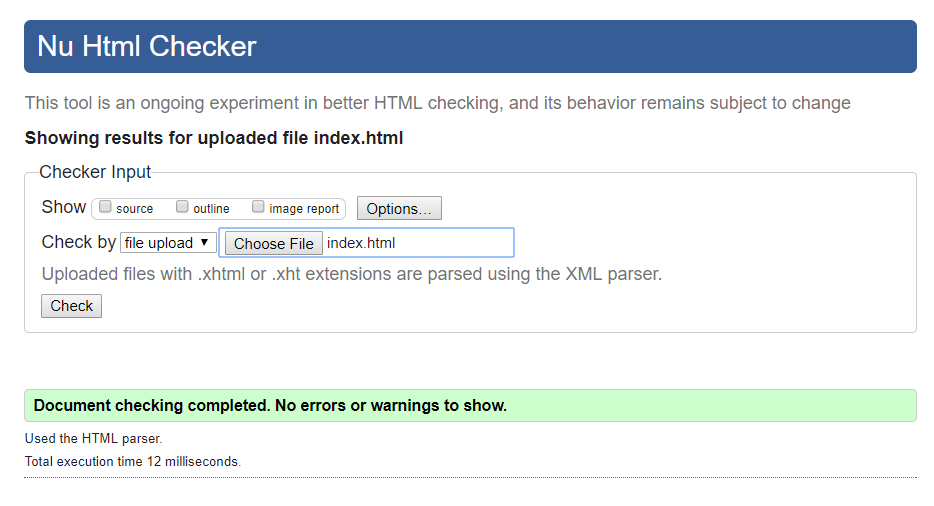 Nu Html Checker
This tool is an ongoing experiment in better HTML checking, and its behavior remains subject to change
Showing results for uploaded file index.html
Checker Input
Show source outline image report Options...
Check by file upload ▼ Choose File index.html
Uploaded files with .xhtml or .xht extensions are parsed using the XML parser.
Check
Document checking completed. No errors or warnings to show.
Used the HTML parser.
Total execution time 12 milliseconds.